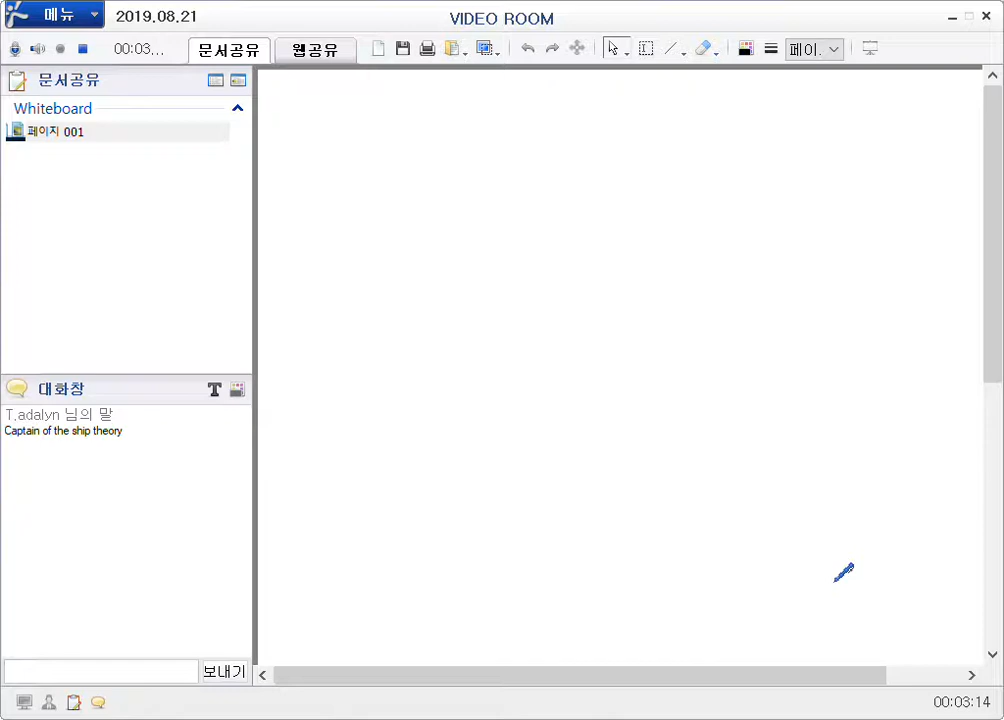 메뉴
2019.08.21
VIDEO ROOM
00:03...
문서공유
웹공유
페이.
문서공유
Whiteboard
페이지 001
대화창
T
T.adalyn 님의 말
Captain of the ship theory
보내기
00:03:14